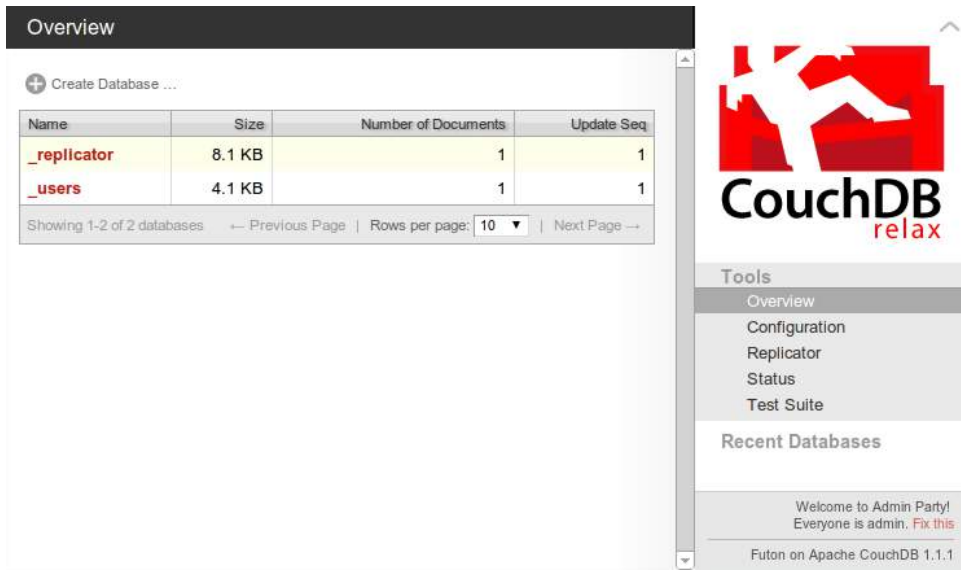 Overview
Create Database ...
Name Size Number of Documents Update Seq
_replicator 8.1 KB 1 1
_users 4.1 KB 1 1
Showing 1-2 of 2 databases ← Previous Page | Rows per page: 10 | Next Page →
CouchDB
relax
Tools
Overview
Configuration
Replicator
Status
Test Suite
Recent Databases
Welcome to Admin Party!
Everyone is admin. Fix this
Futon on Apache CouchDB 1.1.1